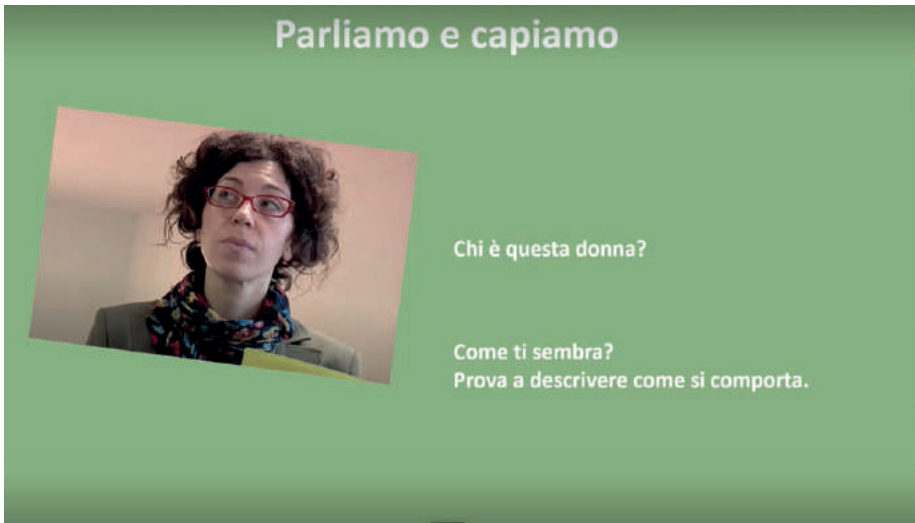 Parliamo e capiamo
Chi è questa donna?
Come ti sembra?
Prova a descrivere come si comporta.